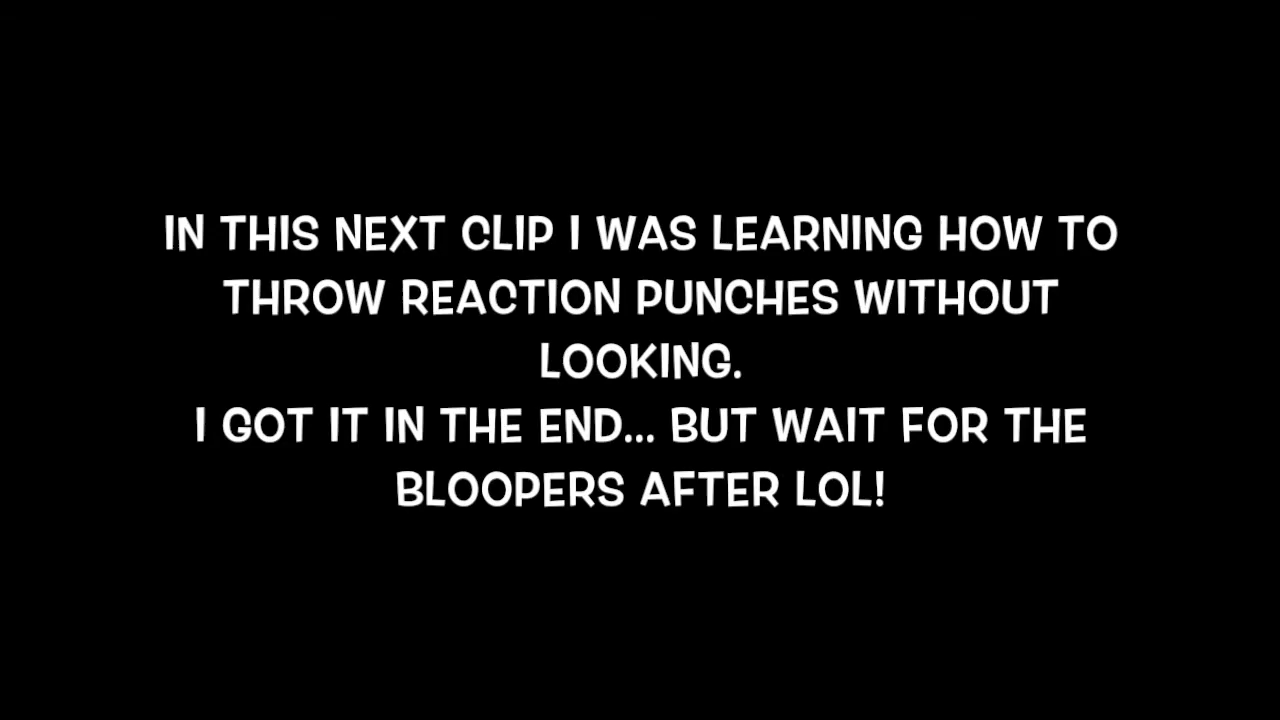 IN THIS NEXT CLIP I WAS LEARNING HOW TO
THROW REACTION PUNCHES WITHOUT
LOOKING.
I GOT IT IN THE END... BUT WAIT FOR THE
BLOOPERS AFTER LOL!